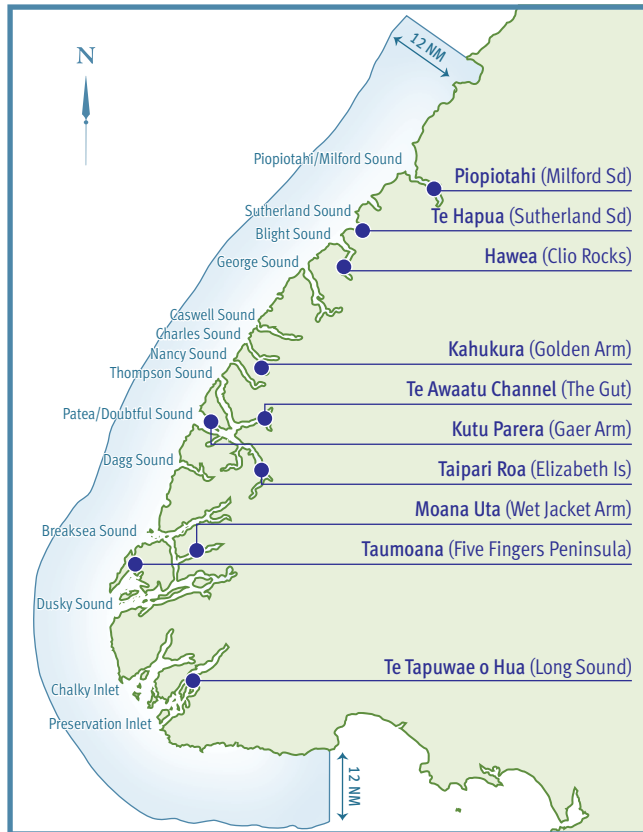 12 NM
N
Piopiotahi/Milford Sound
Piopiotahi (Milford Sd)
Sutherland Sound
Te Hapua (Sutherland Sd)
Blight Sound
Hawea (Clio Rocks)
George Sound
Caswell Sound
Charles Sound
Nancy Sound
Kahukura (Golden Arm)
Thompson Sound
Te Awaatu Channel (The Gut)
Patea/Doubtful Sound
Kutu Parera (Gaer Arm)
Dagg Sound
Taipari Roa (Elizabeth Is)
Moana Uta (Wet Jacket Arm)
Breaksea Sound
Taumoana (Five Fingers Peninsula)
Dusky Sound
Te Tapuwae o Hua (Long Sound)
Chalky Inlet
Preservation Inlet
12 NM